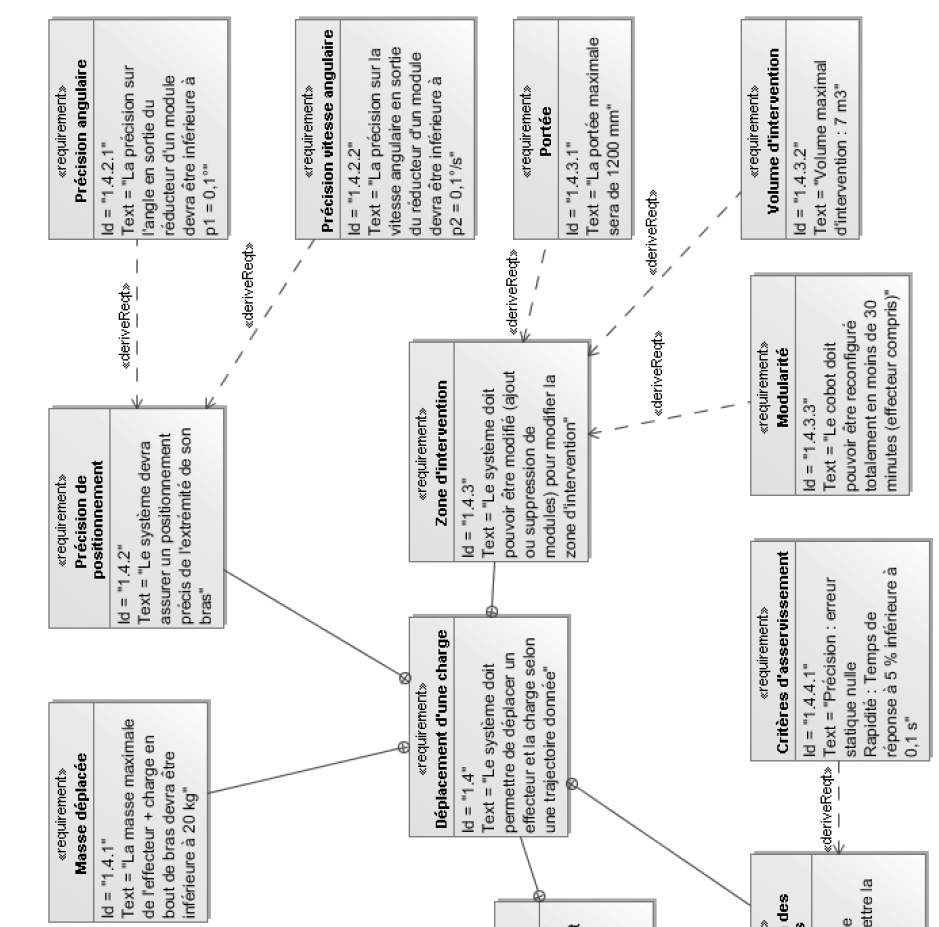 «requirement»
Masse déplacée
Id = "1.4.1"
Text = "La masse maximale
de l'effecteur + charge en
bout de bras devra être
inférieure à 20 kg"
«requirement»
Précision de
positionnement
Id = "1.4.2"
Text = "Le système devra
assurer un positionnement
précis de l'extrémité de son
bras"
«deriveReqt»
«requirement»
Précision angulaire
Id = "1.4.2.1"
Text = "La précision sur
l'angle en sortie du
réducteur d'un module
devra être inférieure à
p1 = 0,1°"
«deriveReqt»
«requirement»
Précision vitesse angulaire
Id = "1.4.2.2"
Text = "La précision sur la
vitesse angulaire en sortie
du réducteur d'un module
devra être inférieure à
p2 = 0,1°/s"
«requirement»
Déplacement d'une charge
Id = "1.4"
Text = "Le système doit
permettre de déplacer un
effecteur et la charge selon
une trajectoire donnée"
«requirement»
Zone d'intervention
Id = "1.4.3"
Text = "Le système doit
pouvoir être modifié (ajout
ou suppression de
modules) pour modifier la
zone d'intervention"
«deriveReqt»
«requirement»
Portée
Id = "1.4.3.1"
Text = "La portée maximale
sera de 1200 mm"
«deriveReqt»
«requirement»
Volume d'intervention
Id = "1.4.3.2"
Text = "Volume maximal
d'intervention : 7 m3"
«deriveReqt»
«requirement»
Modularité
Id = "1.4.3.3"
Text = "Le cobot doit
pouvoir être reconfiguré
totalement en moins de 30
minutes (effecteur compris)"
«requirement»
Critères d'asservissement
Id = "1.4.4.1"
Text = "Précision : erreur
statique nulle
Rapidité : Temps de
réponse à 5 % inférieure à
0,1 s"
«deriveReqt»
des